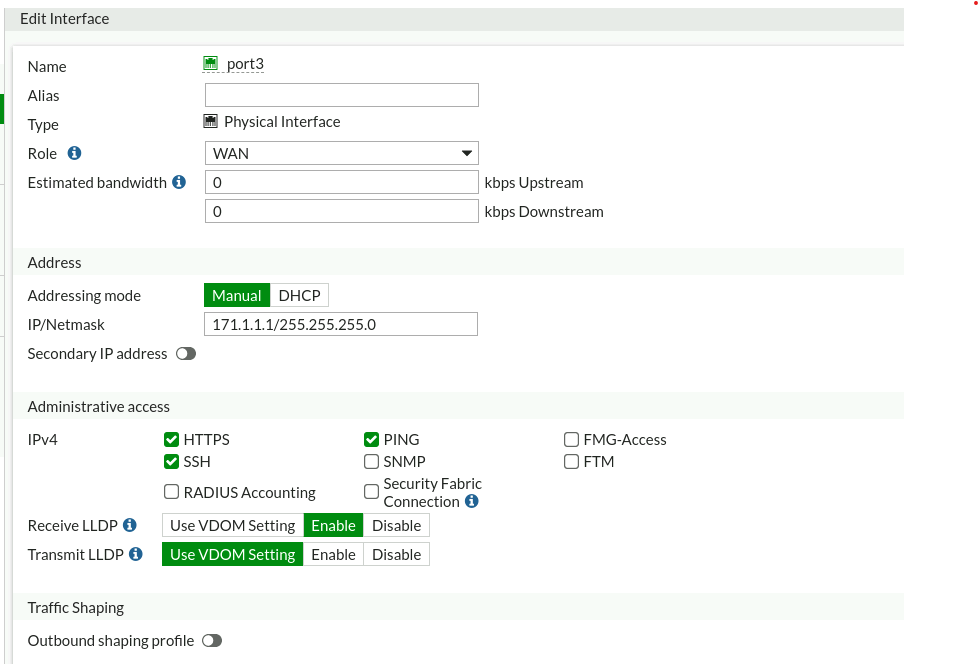 Edit Interface
Name port3
Alias
Type Physical Interface
Role WAN
Estimated bandwidth 0 kbps Upstream
0 kbps Downstream
Address
Addressing mode Manual DHCP
IP/Netmask 171.1.1.1/255.255.255.0
Secondary IP address
Administrative access
IPv4 HTTPS PING FMG-Access
SSH SNMP FTM
RADIUS Accounting Security Fabric
Connection
Receive LLDP Use VDOM Setting Enable Disable
Transmit LLDP Use VDOM Setting Enable Disable
Traffic Shaping
Outbound shaping profile